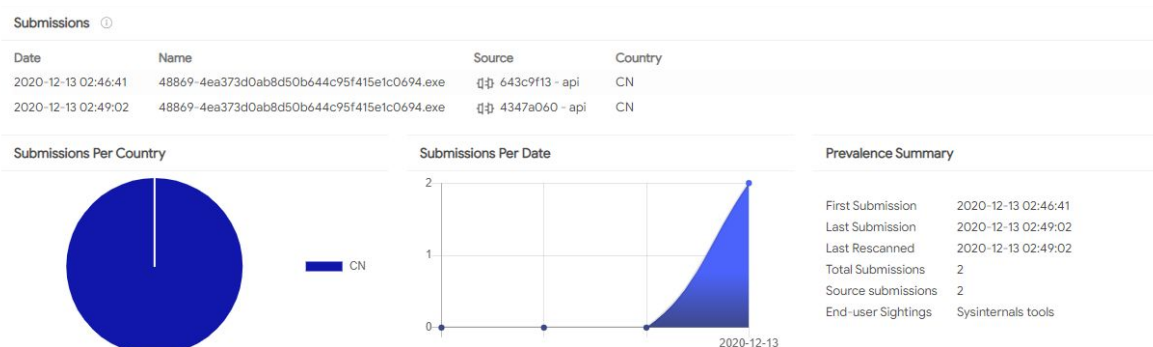 Submissions
Date Name Source Country
2020-12-13 02:46:41 48869-4ea373d0ab8d50b644c95f415e1c0694.exe 643c9f13 - api CN
2020-12-13 02:49:02 48869-4ea373d0ab8d50b644c95f415e1c0694.exe 4347a060 - api CN
Submissions Per Country
CN
Submissions Per Date
2
1
0
2020-12-13
Prevalence Summary
First Submission 2020-12-13 02:46:41
Last Submission 2020-12-13 02:49:02
Last Rescanned 2020-12-13 02:49:02
Total Submissions 2
Source submissions 2
End-user Sightings Sysinternals tools